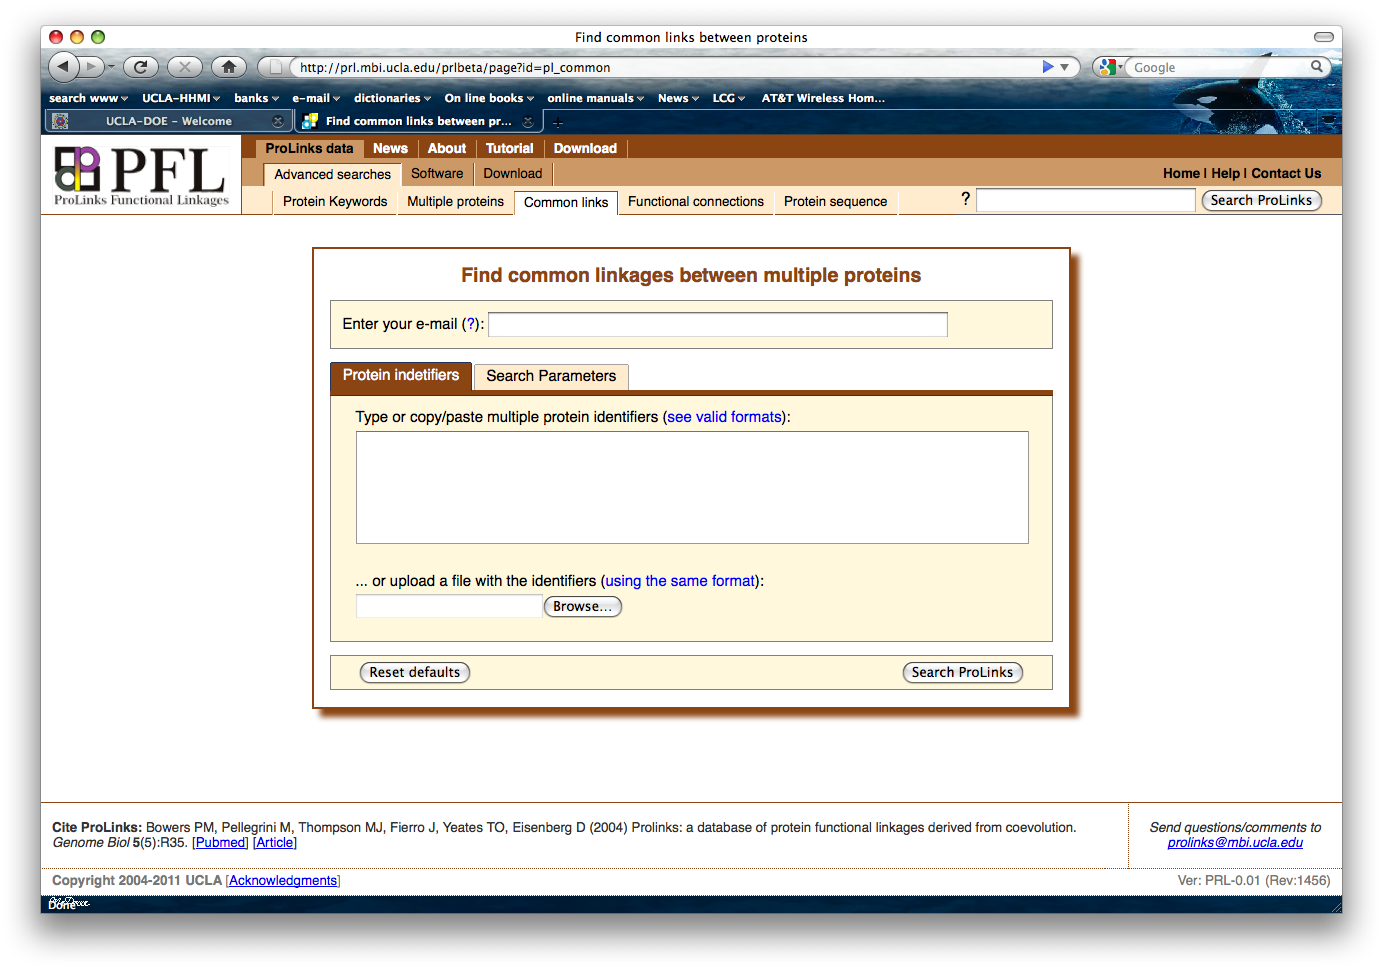 Find common links between proteins
http://prl.mbi.ucla.edu/prlbeta/page?id=pl_common
Google
search www UCLA-HHMI banks e-mail dictionaries On line books online manuals News LCG AT&T Wireless Hom...
UCLA-DOE - Welcome Find common links between pr...
PFL
ProLinks Functional Linkages
ProLinks data News About Tutorial Download
Advanced searches Software Download Home | Help | Contact Us
Protein Keywords Multiple proteins Common links Functional connections Protein sequence ? Search ProLinks
Find common linkages between multiple proteins
Enter your e-mail (?):
Protein indetifiers Search Parameters
Type or copy/paste multiple protein identifiers (see valid formats):
... or upload a file with the identifiers (using the same format):
Browse...
Reset defaults Search ProLinks
Cite ProLinks: Bowers PM, Pellegrini M, Thompson MJ, Fierro J, Yeates TO, Eisenberg D (2004) Prolinks: a database of protein functional linkages derived from coevolution.
Genome Biol 5(5):R35. [Pubmed] [Article]
Send questions/comments to
prolinks@mbi.ucla.edu
Copyright 2004-2011 UCLA [Acknowledgments] Ver: PRL-0.01 (Rev:1456)
Done